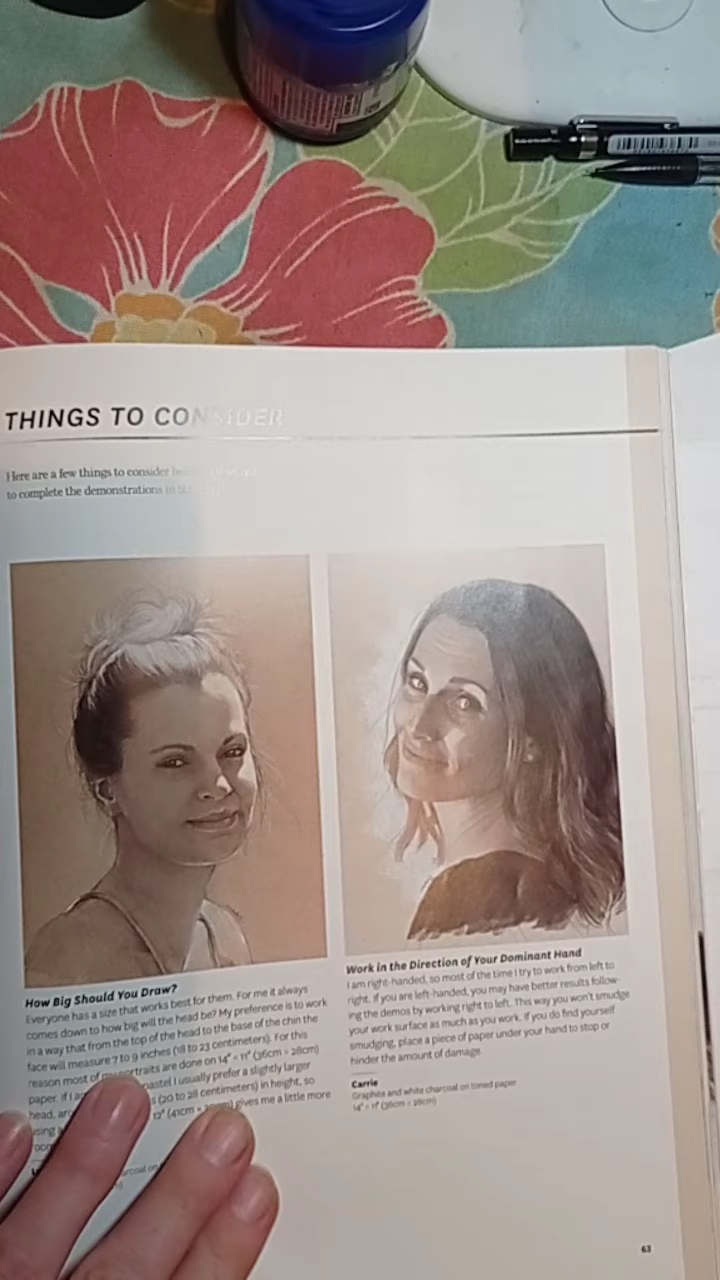 THINGS TO CONSIDER
Here are a few things to consider
to complete the demonstrations in
How Big Should You Draw?
Everyone has a size that works best for them. For me it always
comes down to how big will the head be? My preference is to work
in a way that from the top of the head to the base of the chin the
face will measure 7 to 9 inches (18 to 23 centimeters). For this
reason most of portraits are done on 14" × 11" (36cm × 28cm)
paper. If I pastel I usually prefer a slightly larger
head, (20 to 28 centimeters) in height, so
using 12" (41cm × gives me a little more
Work in the Direction of Your Dominant Hand
I am right-handed, so most of the time I try to work from left to
right. If you are left-handed, you may have better results follow-
ing the demos by working right to left. This way you won't smudge
your work surface as much as you work. If you do find yourself
smudging, place a piece of paper under your hand to stop or
hinder the amount of damage.
Carrie
Graphite and white charcoal on toned paper
14" × 11" (36cm × 28cm)
63